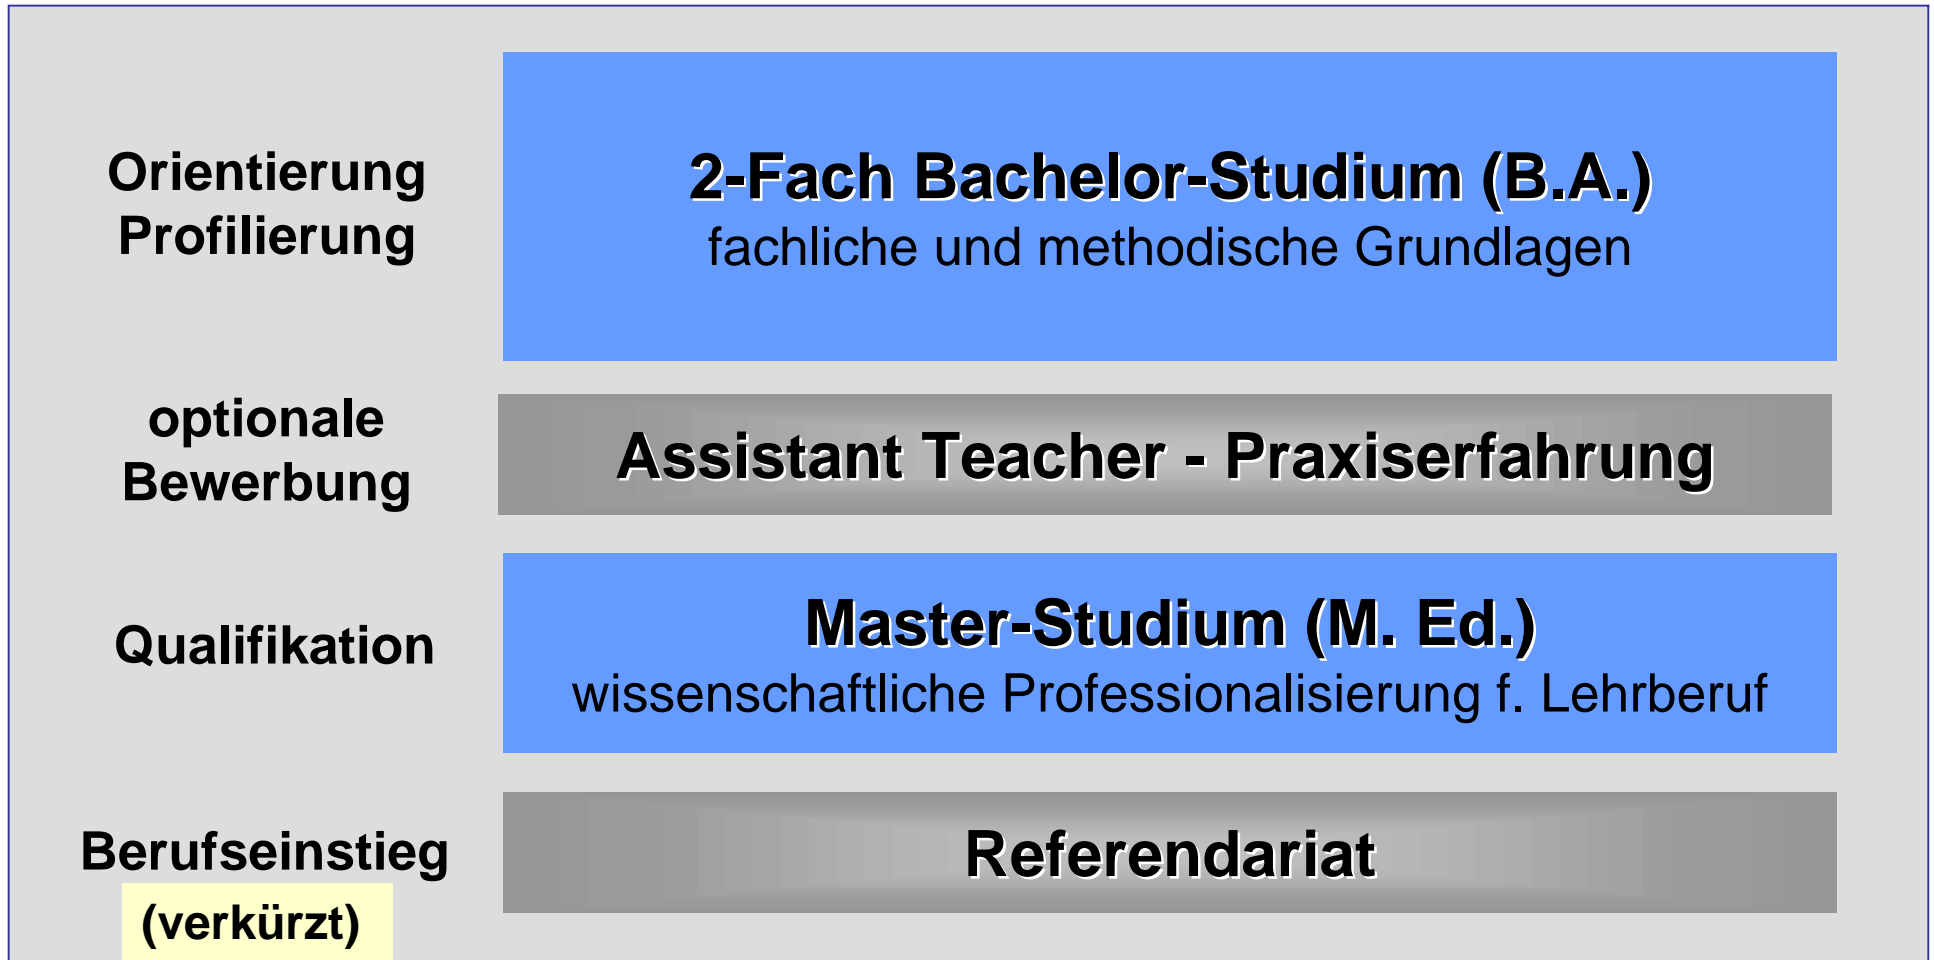 Orientierung
Profilierung
2-Fach Bachelor-Studium (B.A.)
fachliche und methodische Grundlagen
optionale
Bewerbung
Assistant Teacher - Praxiserfahrung
Qualifikation
Master-Studium (M. Ed.)
wissenschaftliche Professionalisierung f. Lehrberuf
Berufseinstieg
(verkürzt)
Referendariat